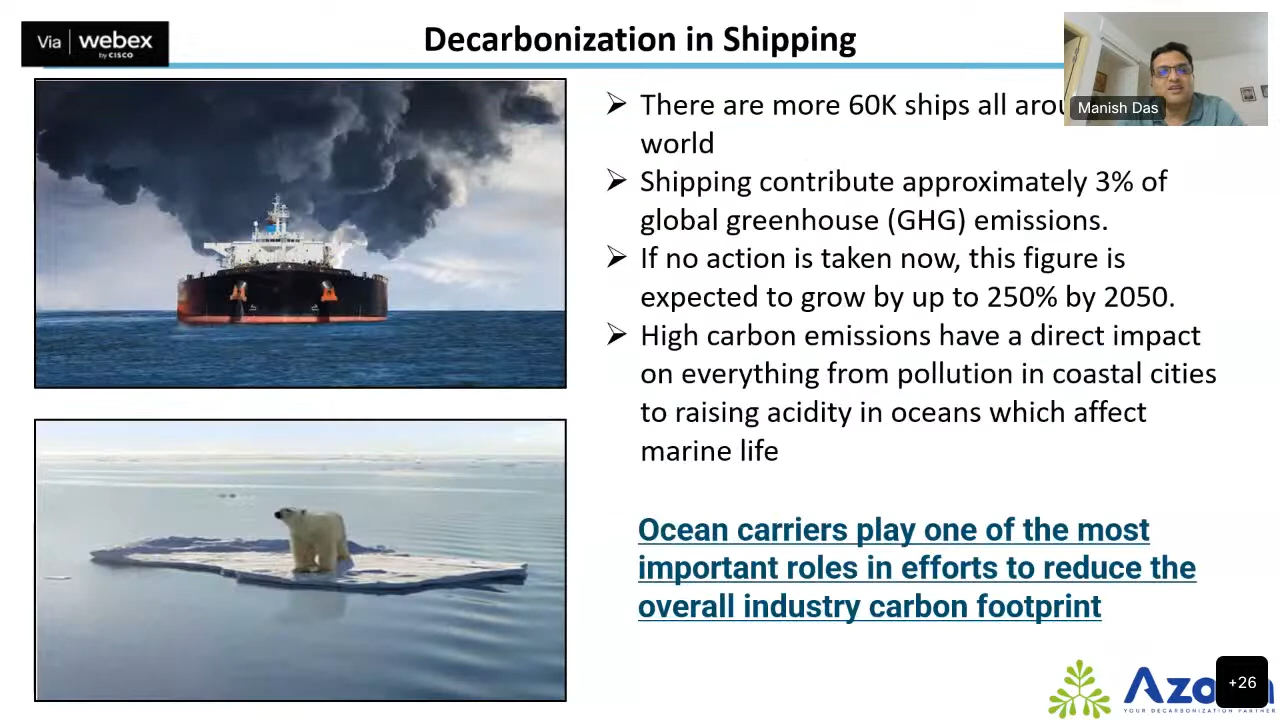 Via | webex
by CISCO
Decarbonization in Shipping
Manish Das
➢ There are more 60K ships all
world
➢ Shipping contribute approximately 3% of
global greenhouse (GHG) emissions.
➢ If no action is taken now, this figure is
expected to grow by up to 250% by 2050.
➢ High carbon emissions have a direct impact
on everything from pollution in coastal cities
to raising acidity in oceans which affect
marine life
Ocean carriers play one of the most
important roles in efforts to reduce the
overall industry carbon footprint
+26
YOUR DECARBONIZATION PARTNER